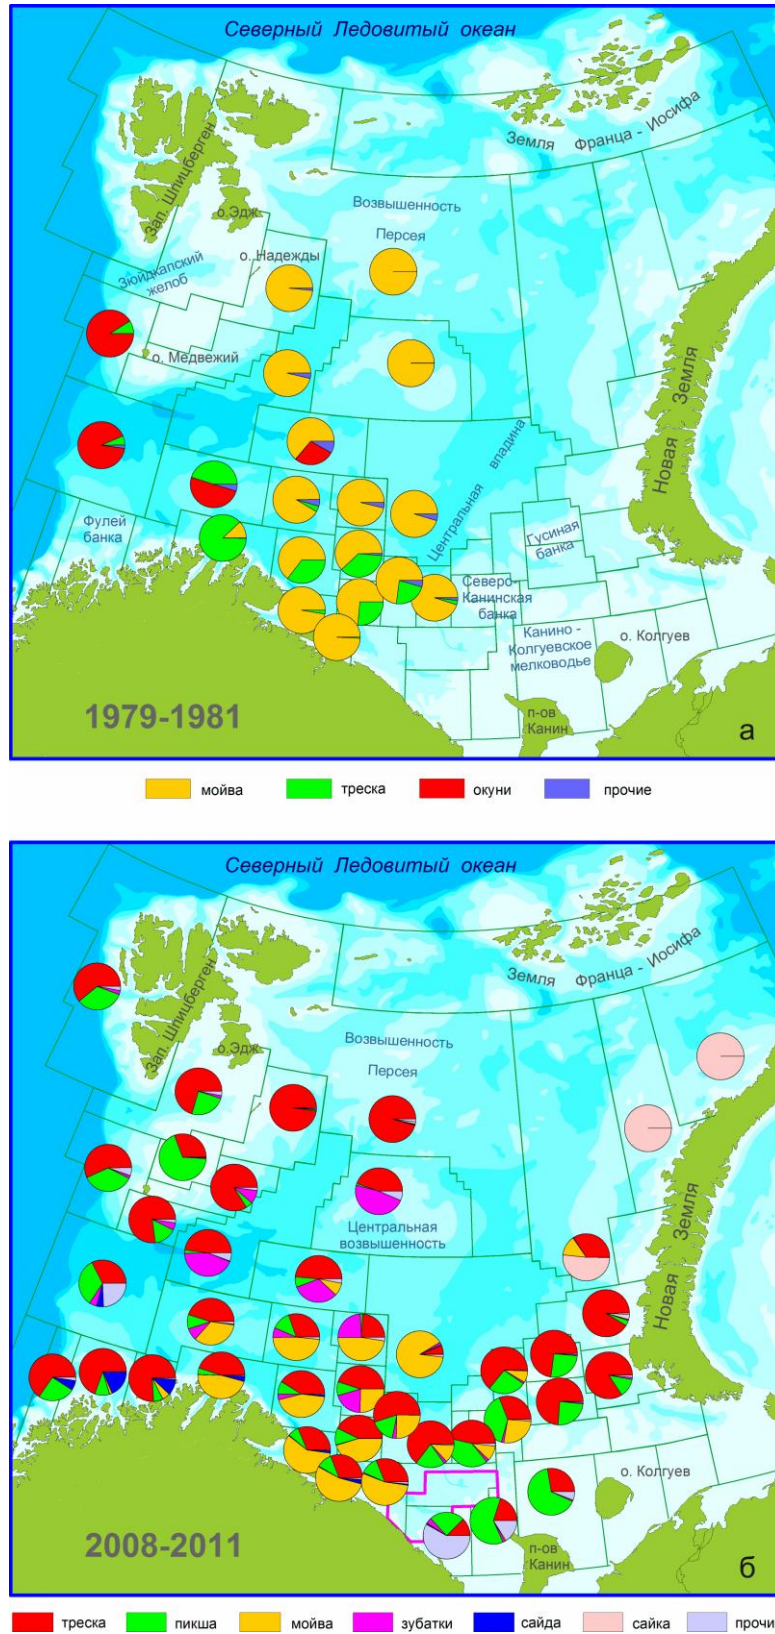 Северный Ледовитый океан
Земля Франца-Иосифа
Зап. Шпицберген
о.Эдж
Возвышенность
Персея
о. Надежды
Зюйдкапский
желоб
о. Медвежий
Новая Земля
Центральная впадина
Фулей
банка
Гусиная
банка
Северо-
Канинская
банка
Канино -
Колгуевское
мелководье
о. Колгуев
п-ов
Канин
1979-1981
а
мойва треска окуни прочие
Северный Ледовитый океан
Земля Франца - Иосифа
Зап. Шпицберген
о.Эдж
Возвышенность
Персея
Центральная
возвышенность
Новая Земля
о. Колгуев
п-ов
Канин
2008-2011
б
треска пикша мойва зубатки сайда сайка прочи